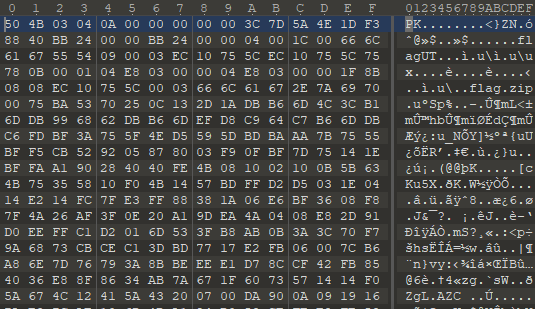 0 1 2 3 4 5 6 7 8 9 A B C D E F 0123456789ABCDEF
50 4B 03 04 0A 00 00 00 00 00 3C 7D 5A 4E 1D F3 PK........<}ZN.ó
88 40 BB 24 00 00 BB 24 00 00 04 00 1C 00 66 6C ˆ@»$..»$......fl
61 67 55 54 09 00 03 EC 10 75 5C EC 10 75 5C 75 agUT...ì.u\ì.u\u
78 0B 00 01 04 E8 03 00 00 04 E8 03 00 00 1F 8B x....è....è....‹
08 08 EC 10 75 5C 00 03 66 6C 61 67 2E 7A 69 70 ..ì.u\..flag.zip
00 75 BA 53 70 25 0C 13 2D 1A DB B6 6D 4C 3C B1 .uºSp%..-.Û¶mL<±
6D DB 99 68 62 DB B6 6D EF D8 C9 64 C7 B6 6D DB mÛ™hbÛ¶mïØÉdÇ¶mÛ
C6 FD BF 3A 75 5F 4E D5 59 5D BD BA AA 7B 75 55 Æý¿:u_NÕY]½ºª{uU
BF F5 CB 52 92 05 87 80 03 F9 0F BF 7D 75 14 1E ¿õËR’.‡€.ù.¿}u..
BF FA A1 90 28 40 40 FE 4B 08 10 02 10 0B 5B 63 ¿ú¡.(@@þK.....[c
4B 75 35 58 10 F0 4B 14 57 BD FF D2 D5 03 1E 04 Ku5X.ðK.W½ÿÒÕ...
14 E2 14 FC 7F E3 FF 88 38 1A 06 E6 BF 36 08 F8 .â.ü.ãÿˆ8..æ¿6.ø
7F 4A 26 AF 3F 0E 20 A1 9D EA 4A 04 08 E8 2D 91 .J&¯?. ¡.êJ..è-‘
D0 EE FF C1 D2 01 6D 53 3F B8 AB 0B 3A 3C 70 F7 ÐîÿÁÒ.mS?¸«.:<p÷
9A 68 73 CB CE C1 3D BD 77 17 E2 FB 06 00 7C B6 šhsËÎÁ=½w.âû..|¶
A8 6E 7D 76 79 3A 8B BE EE E1 D7 8C CF 42 FB 85 ¨n}vy:‹¾îá׌ÏBû…
40 36 E8 8F 86 34 AB 7A 67 1F 60 73 57 14 14 F0 @6è.†4«zg.`sW..ð
5A 67 4C 12 41 5A 43 20 07 00 DA 90 0A 09 19 16 ZgL.AZC ..Ú.....